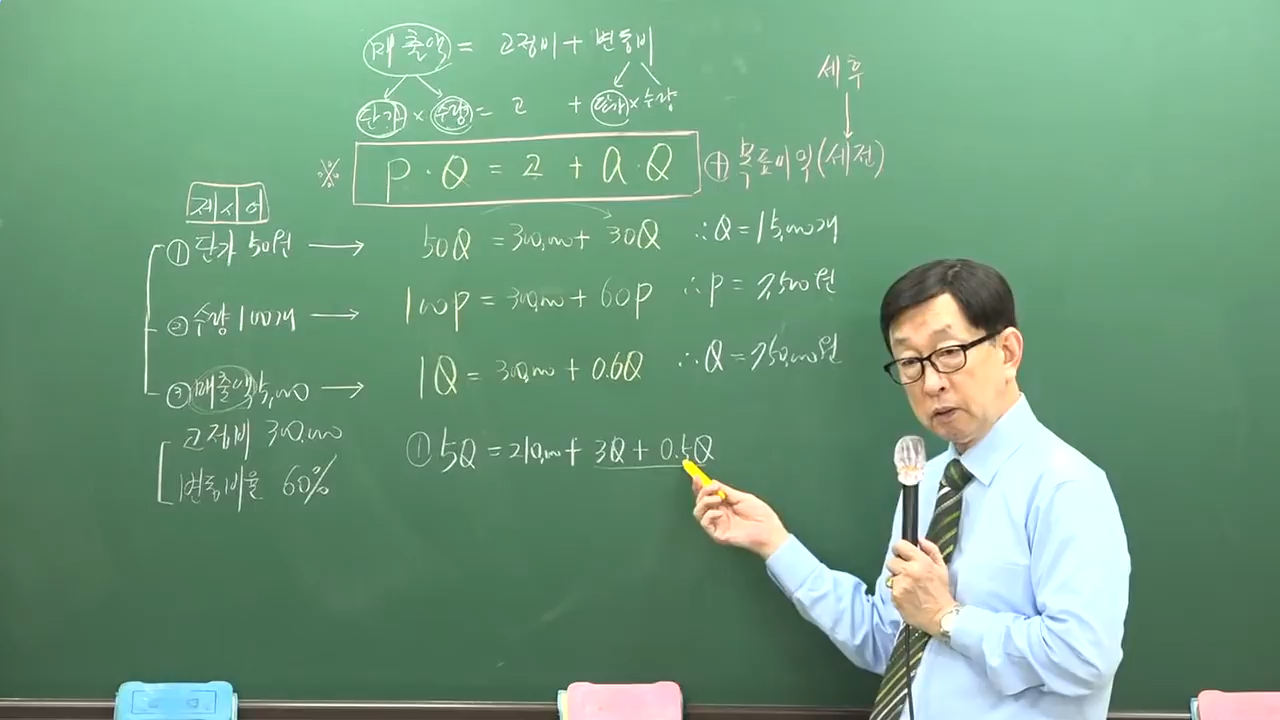 매출액 = 고정비 + 변동비
단가 × 수량 = 고 + 단가 × 수량
세후
※ P · Q = 고 + a · Q ⊕ 목표이익(세전)
제시어
① 단가 50원 → 50Q = 300,000 + 30Q ∴ Q = 15,000개
② 수량 100개 → 100P = 300,000 + 60P ∴ P = 7,500원
③ 매출액 5,000 → 1Q = 300,000 + 0.6Q ∴ Q = 750,000원
고정비 300,000
변동비율 60%
① 5Q = 210,000 + 3Q + 0.5Q